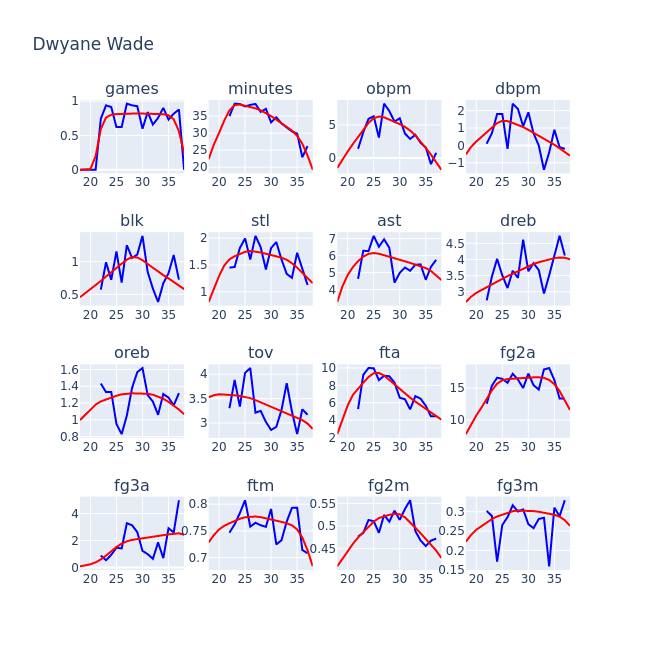 Dwyane Wade
games minutes obpm dbpm
1 0.5 0 20 25 30 35
35 30 25 20 20 25 30 35
5 0 20 25 30 35
2 1 0 −1 20 25 30 35
blk stl ast dreb
1 0.5 20 25 30 35
2 1.5 1 20 25 30 35
7 6 5 4 20 25 30 35
4.5 4 3.5 3 20 25 30 35
oreb tov fta fg2a
1.6 1.4 1.2 1 0.8 20 25 30 35
4 3.5 3 20 25 30 35
10 8 6 4 2 20 25 30 35
15 10 20 25 30 35
fg3a ftm fg2m fg3m
4 2 0 20 25 30 35
0.8 0.75 0.7 20 25 30 35
0.55 0.5 0.45 20 25 30 35
0.3 0.25 0.2 0.15 20 25 30 35